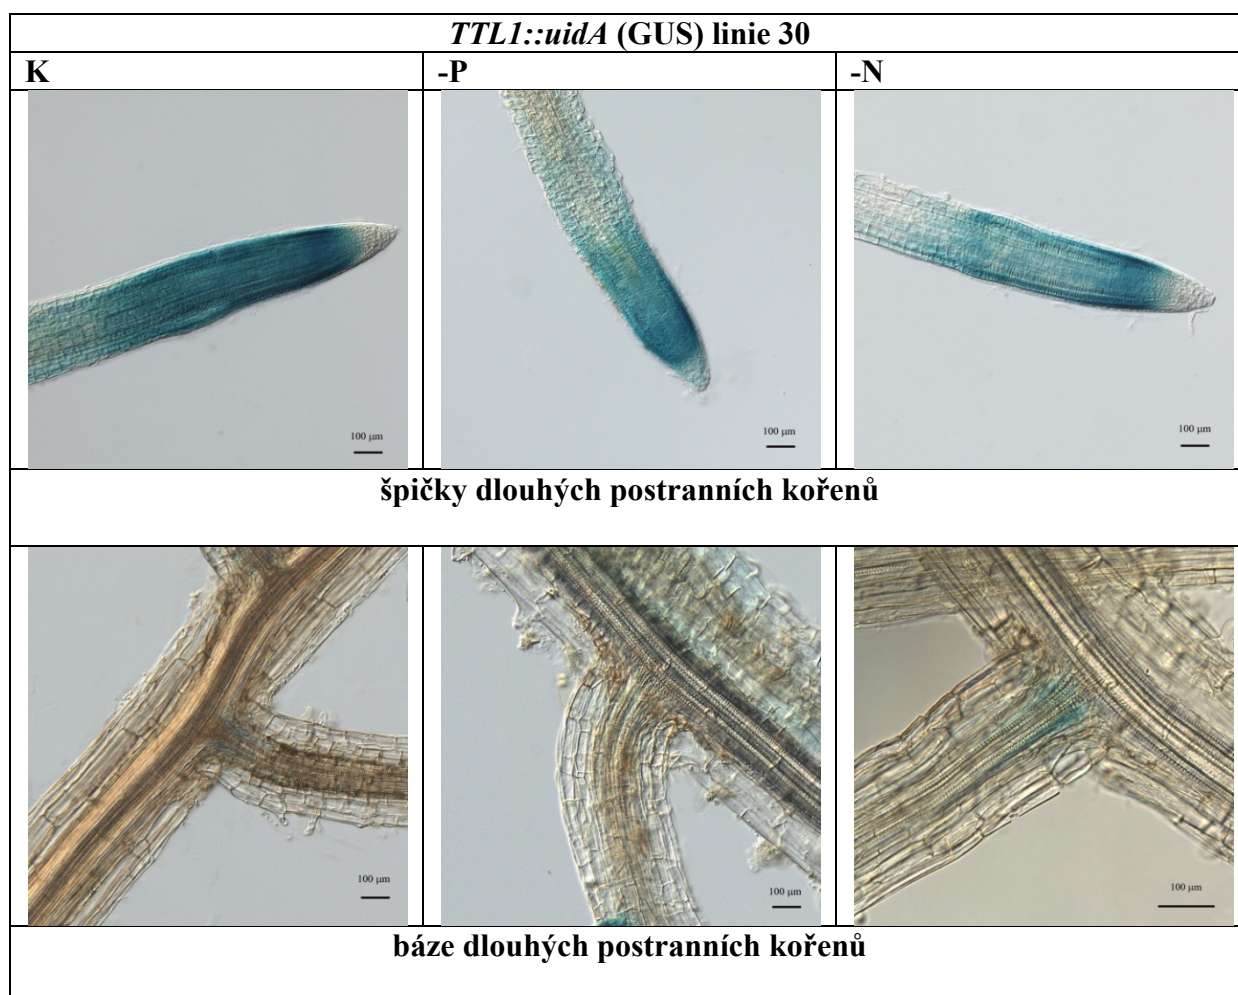 TTL1::uidA (GUS) linie 30
K
-P
-N
100 µm
100 µm
100 µm
špičky dlouhých postranních kořenů
100 µm
100 µm
100 µm
báze dlouhých postranních kořenů